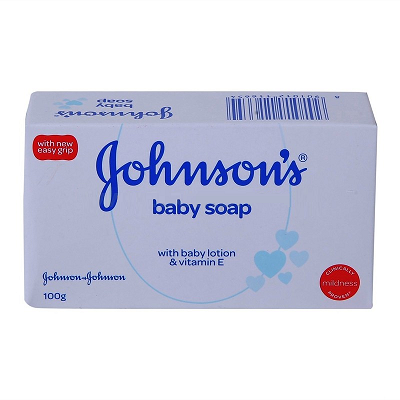 Johnson's
baby
soap
with new
easy grip
Johnson's®
baby soap
with baby lotion
& vitamin E
Johnson & Johnson
100g
CLINICALLY
mildness
PROVEN